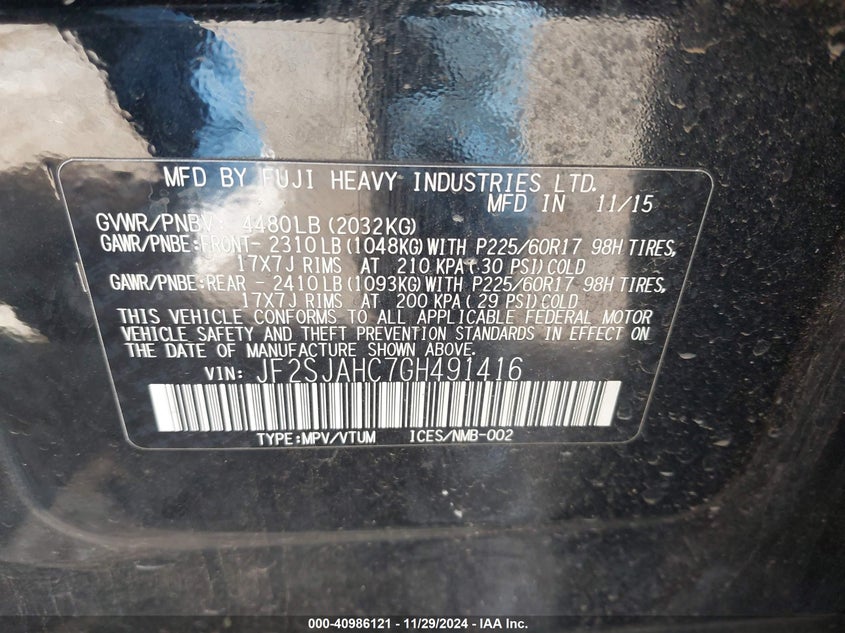 MFD BY FUJI HEAVY INDUSTRIES LTD.
MFD IN 11/15
GVWR/PNBV: 4480LB (2032KG)
GAWR/PNBE:FRONT- 2310LB(1048KG)WITH P225/60R17 98H TIRES,
17X7J RIMS AT 210 KPA( 30 PSI)COLD
GAWR/PNBE:REAR - 2410LB(1093KG)WITH P225/60R17 98H TIRES,
17X7J RIMS AT 200 KPA( 29 PSI)COLD
THIS VEHICLE CONFORMS TO ALL APPLICABLE FEDERAL MOTOR
VEHICLE SAFETY AND THEFT PREVENTION STANDARDS IN EFFECT ON
THE DATE OF MANUFACTURE SHOWN ABOVE.
VIN: JF2SJAHC7GH491416
TYPE:MPV/VTUM ICES/NMB-002
000-40986121 - 11/29/2024 - IAA Inc.